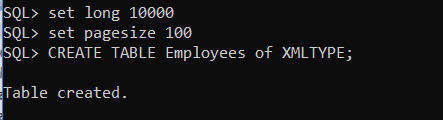 SQL> set long 10000
SQL> set pagesize 100
SQL> CREATE TABLE Employees of XMLTYPE;
Table created.